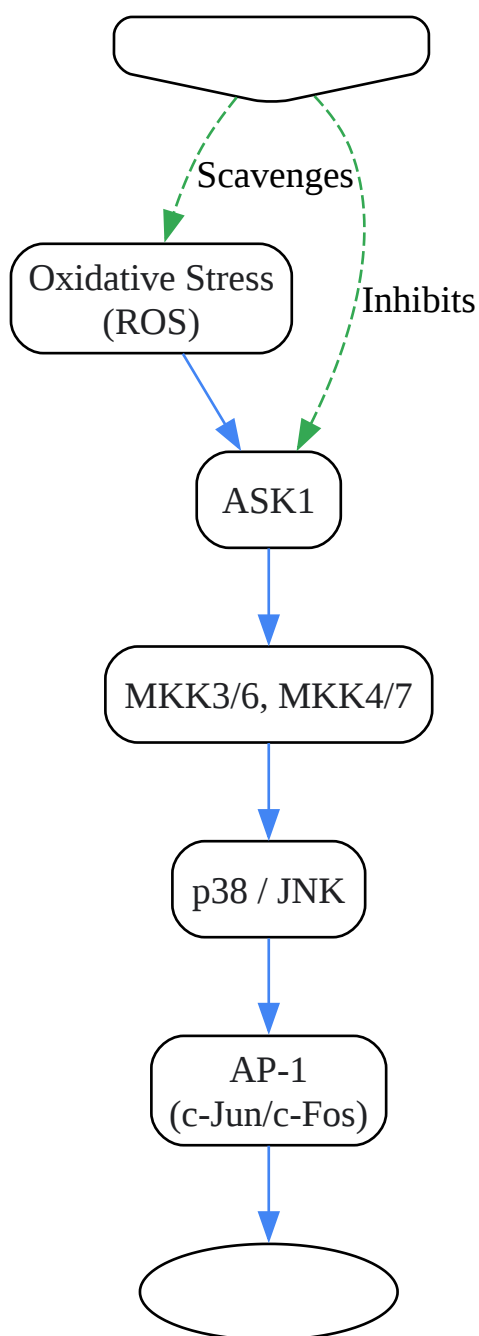 Scavenges
Oxidative Stress
(ROS)
Inhibits
ASK1
MKK3/6, MKK4/7
p38 / JNK
AP-1
(c-Jun/c-Fos)